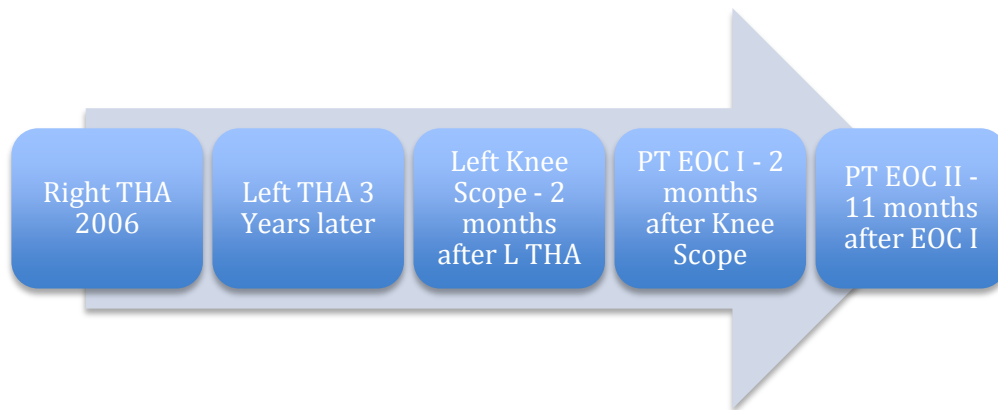 Right THA
2006
Left THA 3
Years later
Left Knee
Scope - 2
months
after L THA
PT EOC I - 2
months
after Knee
Scope
PT EOC II -
11 months
after EOC I